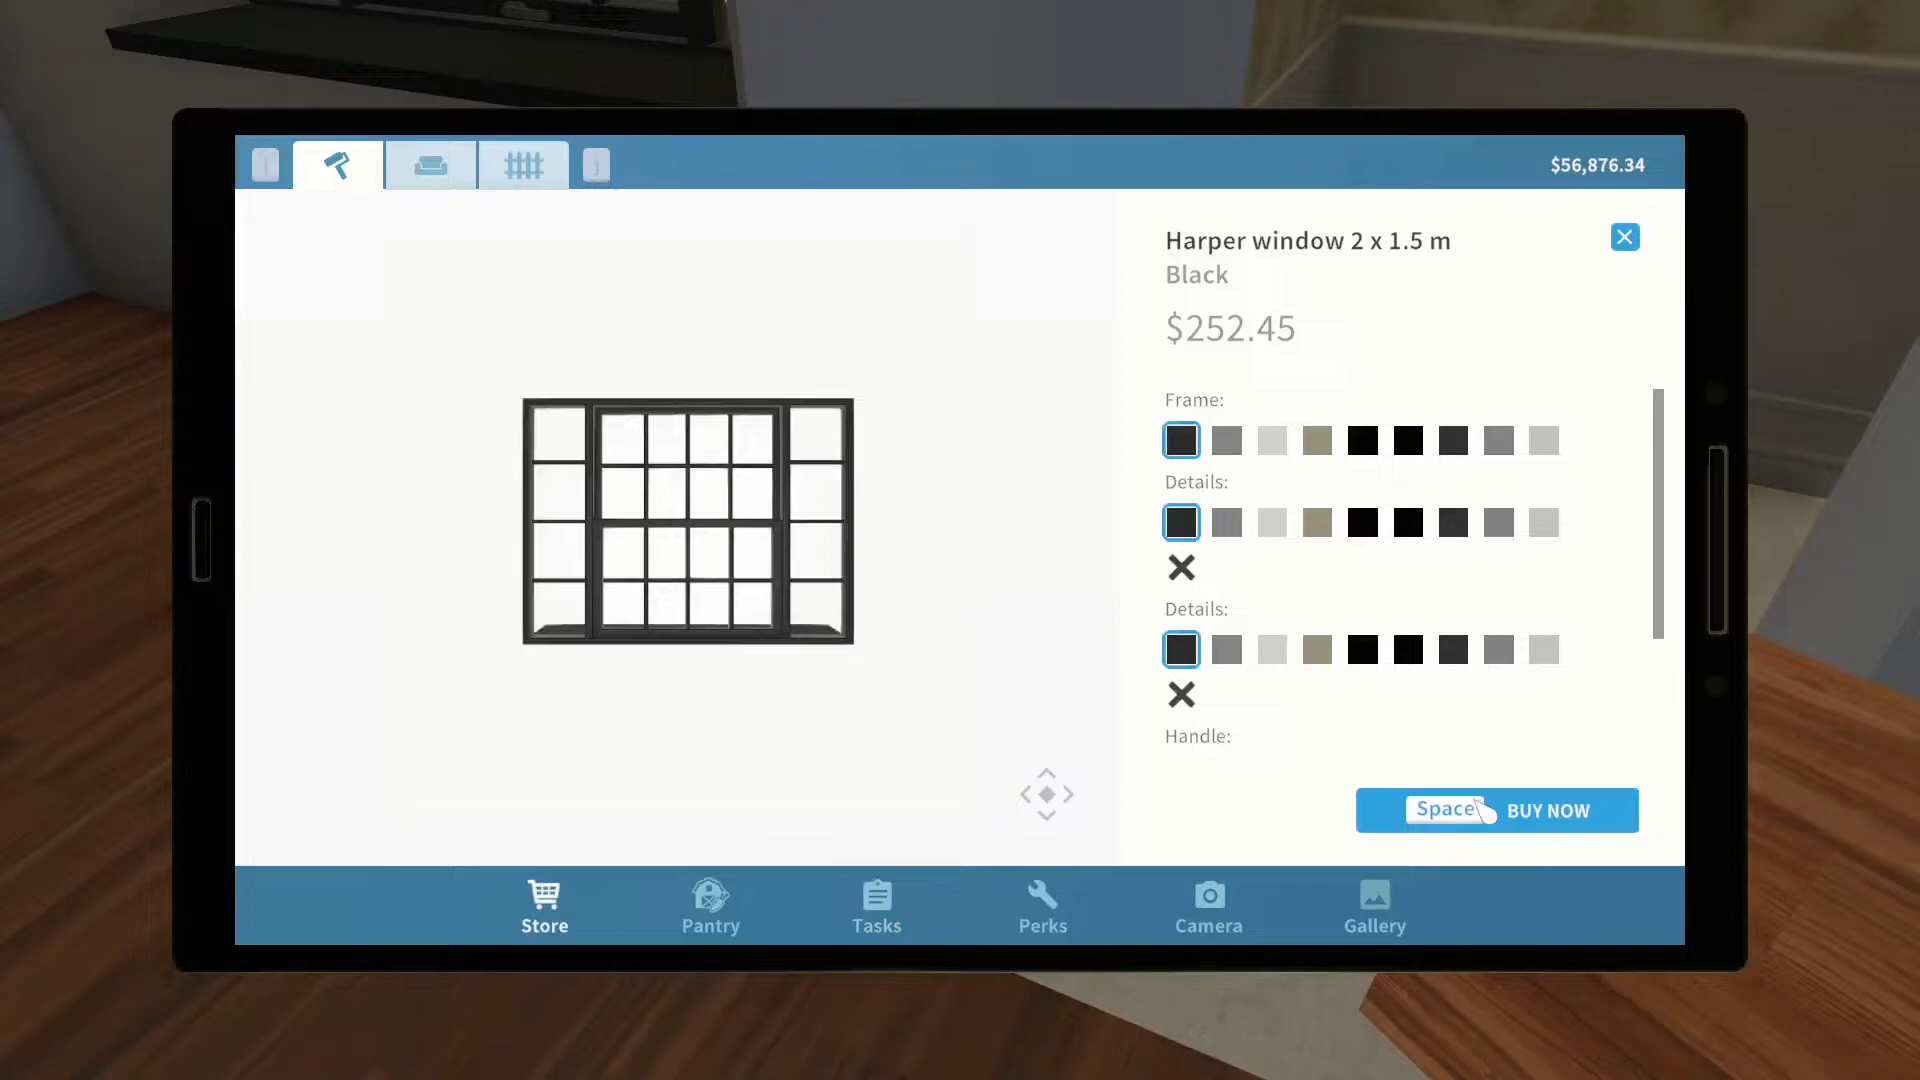 $56,876.34
Harper window 2 x 1.5 m
Black
$252.45
Frame:
Details:
Details:
Handle:
Space BUY NOW
Store Pantry Tasks Perks Camera Gallery